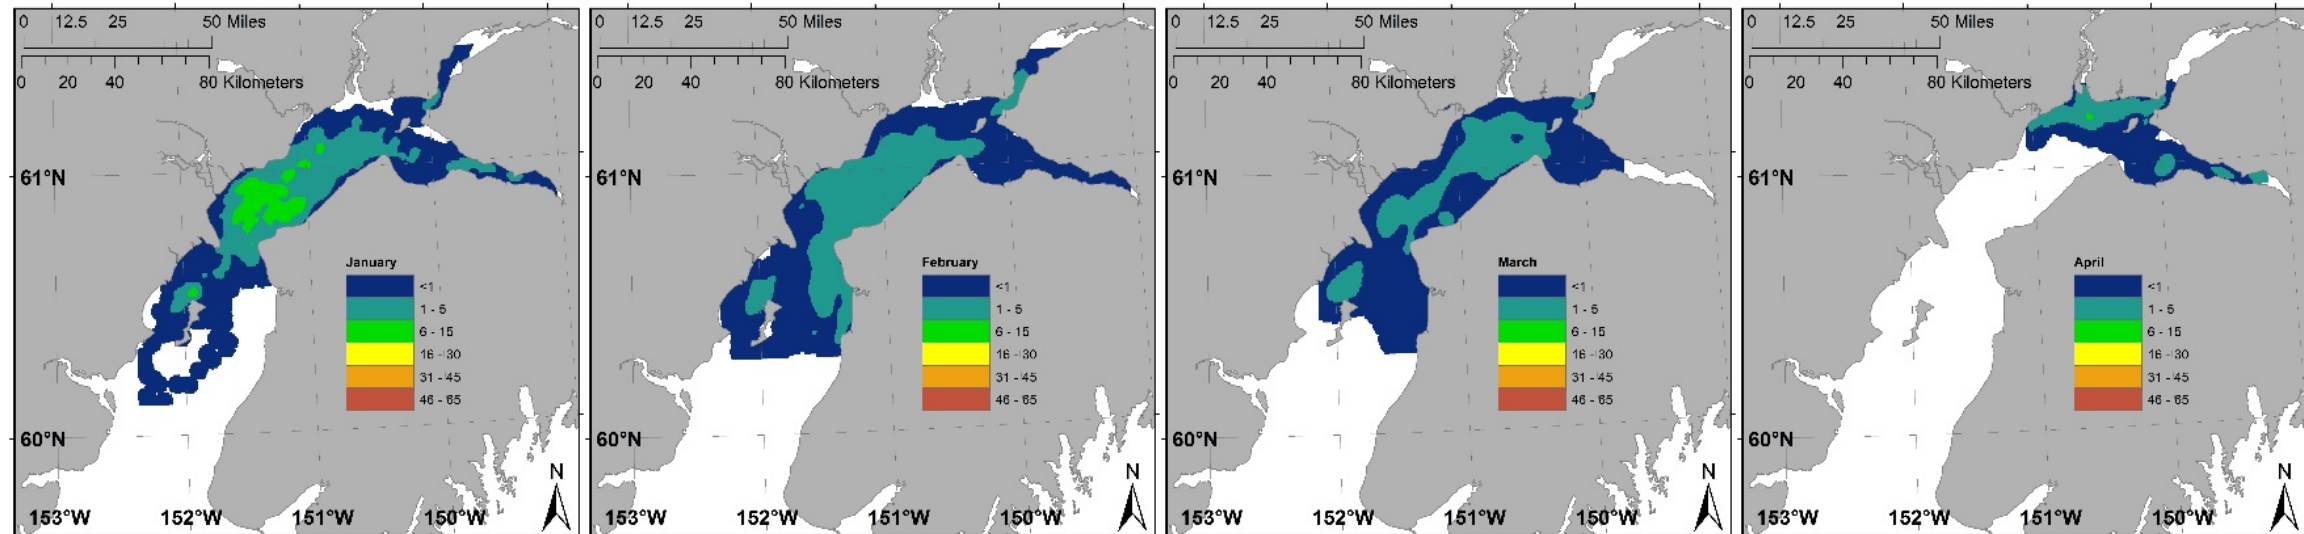 0 12.5 25 50 Miles
0 20 40 80 Kilometers
61°N
60°N
153°W 152°W 151°W 150°W
N
January
<1
1 - 5
6 - 15
16 - 30
31 - 45
46 - 65
0 12.5 25 50 Miles
0 20 40 80 Kilometers
61°N
60°N
153°W 152°W 151°W 150°W
N
February
<1
1 - 5
6 - 15
16 - 30
31 - 45
46 - 65
0 12.5 25 50 Miles
0 20 40 80 Kilometers
61°N
60°N
153°W 152°W 151°W 150°W
N
March
<1
1 - 5
6 - 15
16 - 30
31 - 45
46 - 65
0 12.5 25 50 Miles
0 20 40 80 Kilometers
61°N
60°N
153°W 152°W 151°W 150°W
N
April
<1
1 - 5
6 - 15
16 - 30
31 - 45
46 - 65